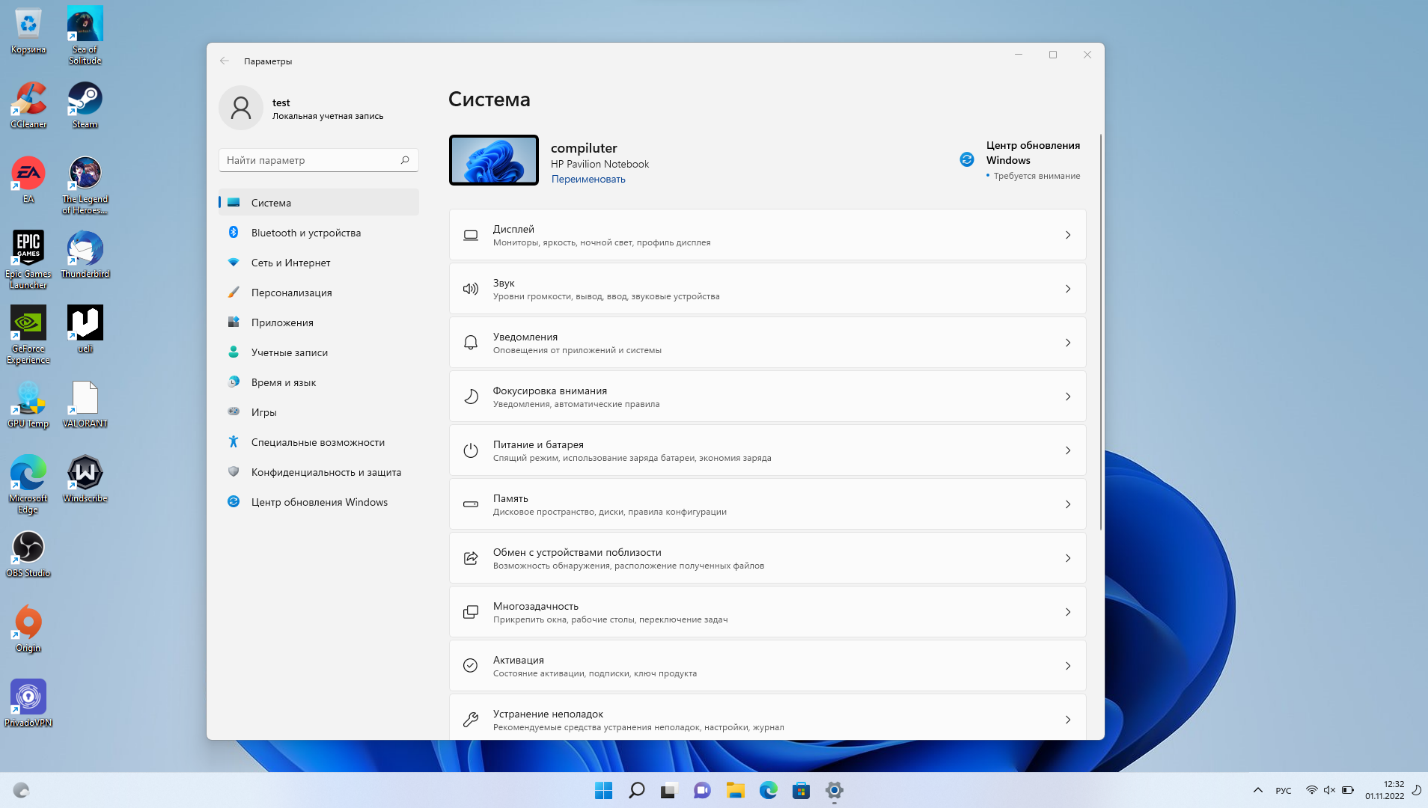 Корзина
Sea of
Solitude
CCleaner
Steam
EA
EA
The Legend
of Heroes...
EPIC
GAMES
Epic Games
Launcher
Thunderbird
GeForce
Experience
ueli
GPU Temp
VALORANT
Microsoft
Edge
Windscribe
OBS Studio
Origin
PrivadoVPN
Параметры
test
Локальная учетная запись
Найти параметр
Система
Bluetooth и устройства
Сеть и Интернет
Персонализация
Приложения
Учетные записи
Время и язык
Игры
Специальные возможности
Конфиденциальность и защита
Центр обновления Windows
Система
compiluter
HP Pavilion Notebook
Переименовать
Центр обновления
Windows
• Требуется внимание
Дисплей
Мониторы, яркость, ночной свет, профиль дисплея
Звук
Уровни громкости, вывод, ввод, звуковые устройства
Уведомления
Оповещения от приложений и системы
Фокусировка внимания
Уведомления, автоматические правила
Питание и батарея
Спящий режим, использование заряда батареи, экономия заряда
Память
Дисковое пространство, диски, правила конфигурации
Обмен с устройствами поблизости
Возможность обнаружения, расположение полученных файлов
Многозадачность
Прикрепить окна, рабочие столы, переключение задач
Активация
Состояние активации, подписки, ключ продукта
Устранение неполадок
Рекомендуемые средства устранения неполадок, настройки, журнал
РУС
12:32
01.11.2022